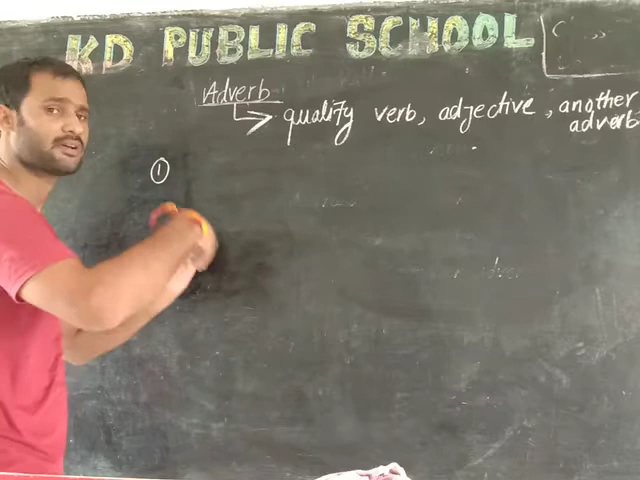 KD PUBLIC SCHOOL
Adverb
qualify verb, adjective, another
adverb
①